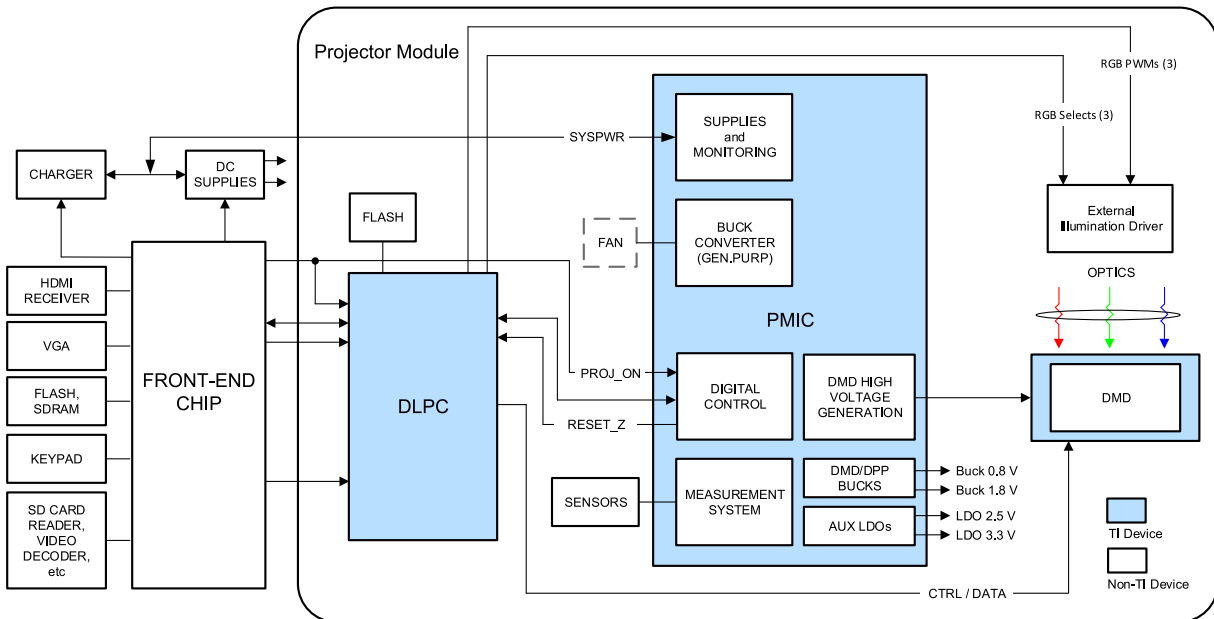 Projector Module
RGB PWMs (3)
RGB Selects (3)
SYSPWR
SUPPLIES
and
MONITORING
CHARGER
DC
SUPPLIES
FLASH
FAN
BUCK
CONVERTER
(GEN.PURP)
External
Illumination Driver
OPTICS
HDMI
RECEIVER
VGA
FLASH,
SDRAM
KEYPAD
SD CARD
READER,
VIDEO
DECODER,
etc
FRONT-END
CHIP
DLPC
PMIC
PROJ_ON
RESET_Z
DIGITAL
CONTROL
DMD HIGH
VOLTAGE
GENERATION
DMD
SENSORS
MEASUREMENT
SYSTEM
DMD/DPP
BUCKS
Buck 0.8 V
Buck 1.8 V
AUX LDOs
LDO 2.5 V
LDO 3.3 V
CTRL / DATA
TI Device
Non-TI Device